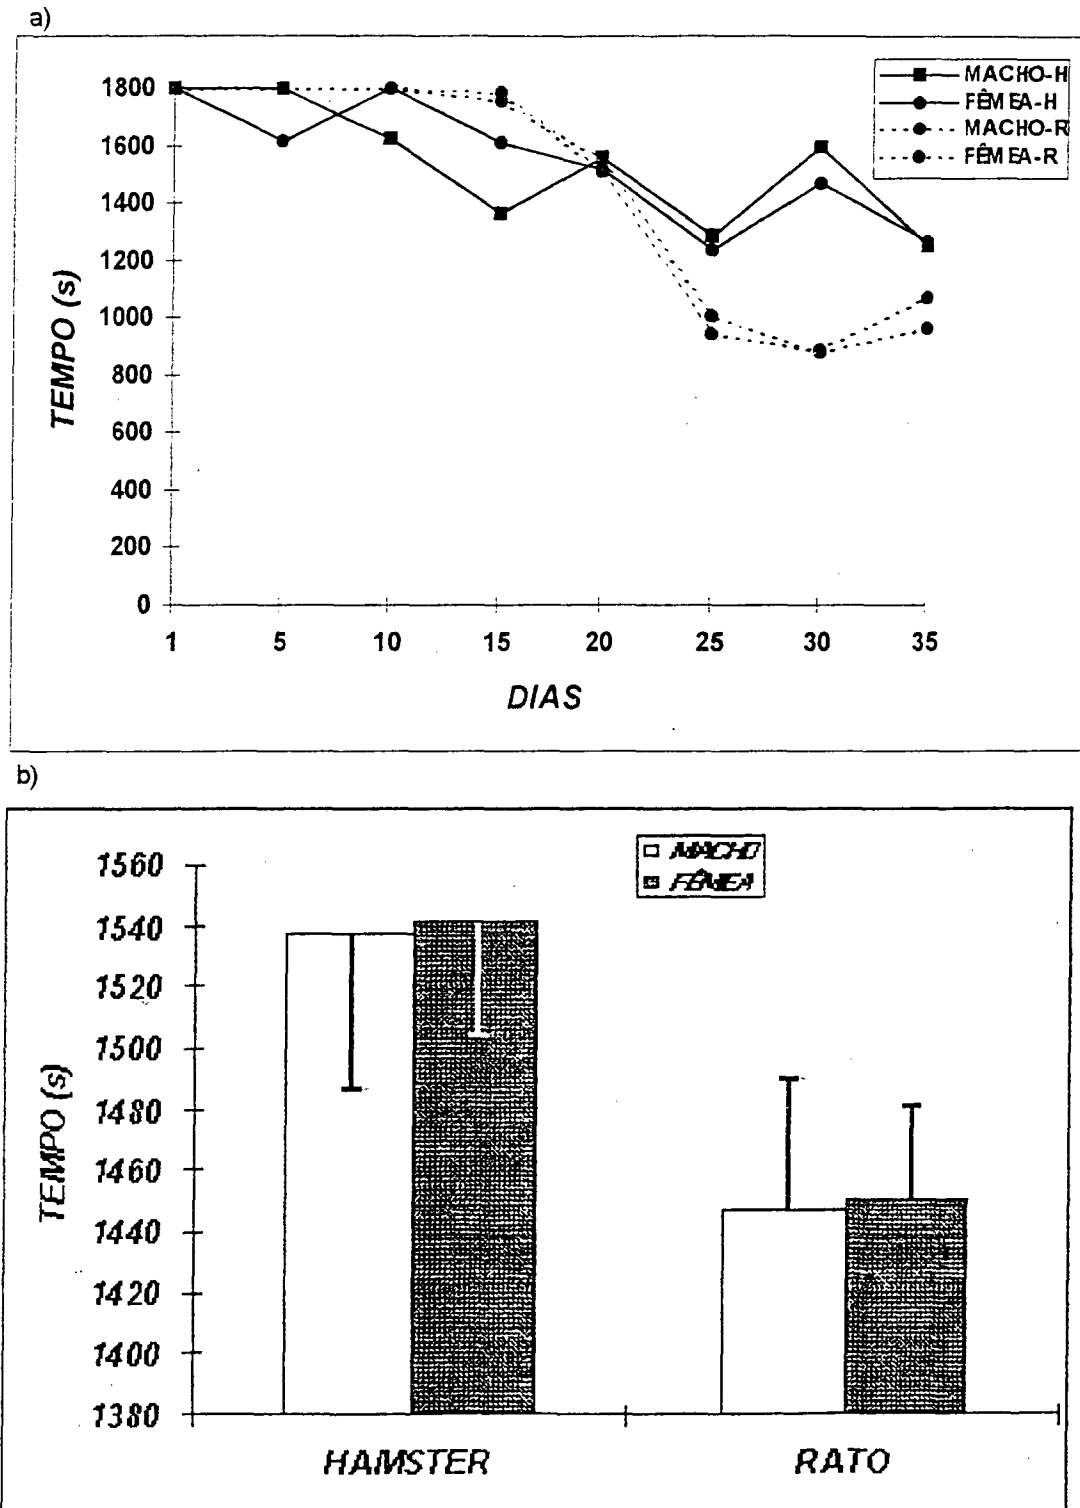 a)
MACHO-H
FÊMEA-H
MACHO-R
FÊMEA-R
1800
1600
1400
1200
1000
800
600
400
200
0
TEMPO (s)
1 5 10 15 20 25 30 35
DIAS
b)
MACHO
FÊMEA
1560
1540
1520
1500
1480
1460
1440
1420
1400
1380
TEMPO (s)
HAMSTER RATO